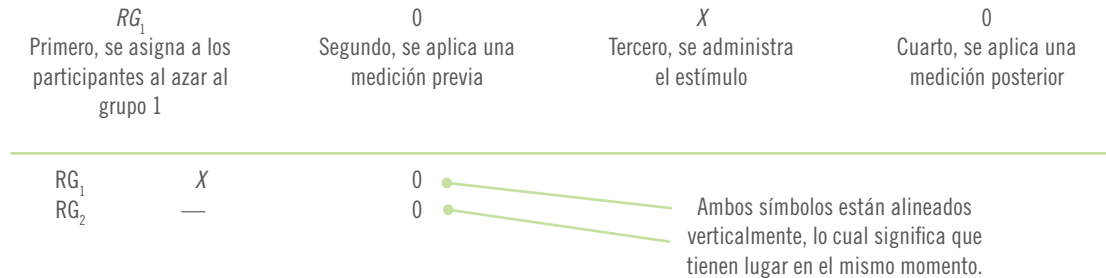 RG₁
Primero, se asigna a los
participantes al azar al
grupo 1
0
Segundo, se aplica una
medición previa
X
Tercero, se administra
el estímulo
0
Cuarto, se aplica una
medición posterior
RG₁ X 0
RG₂ — 0
Ambos símbolos están alineados
verticalmente, lo cual significa que
tienen lugar en el mismo momento.